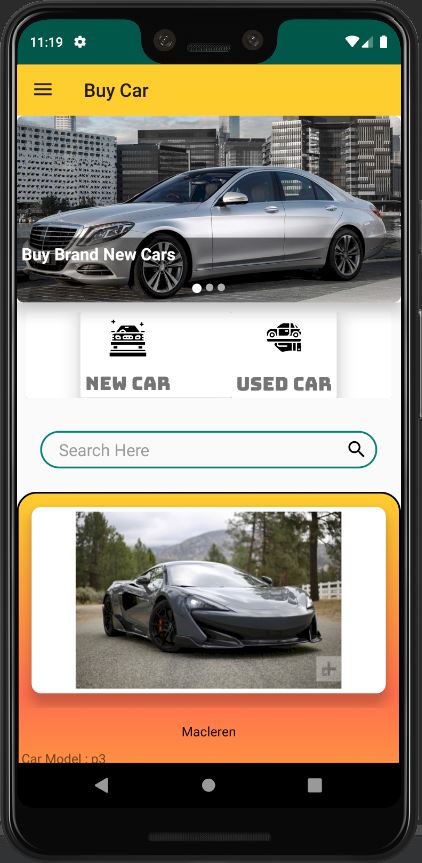 11:19
Buy Car
Buy Brand New Cars
NEW CAR
USED CAR
Search Here
Macleren
Car Model : p3